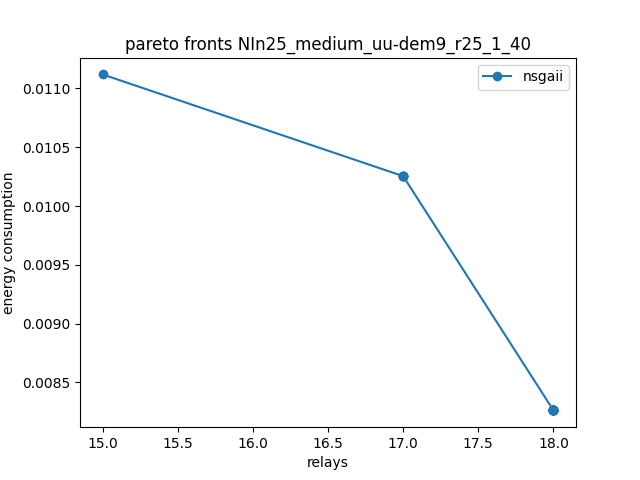 pareto fronts NIn25_medium_uu-dem9_r25_1_40
nsgaii
0.0110
0.0105
0.0100
0.0095
0.0090
0.0085
energy consumption
15.0 15.5 16.0 16.5 17.0 17.5 18.0
relays